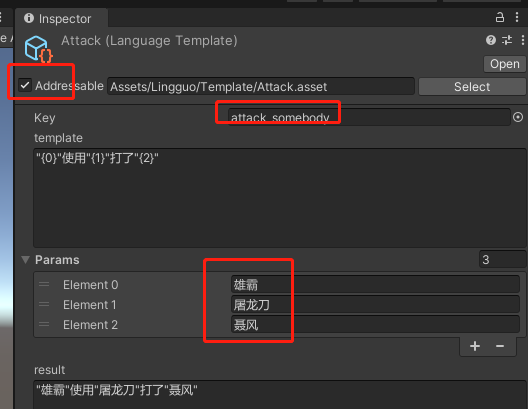 Inspector
Attack (Language Template)
Open
Addressable Assets/Lingguo/Template/Attack.asset Select
Key attack_somebody
template
"{0}"使用"{1}"打了"{2}"
Params 3
Element 0 雄霸
Element 1 屠龙刀
Element 2 聂风
result
"雄霸"使用"屠龙刀"打了"聂风"